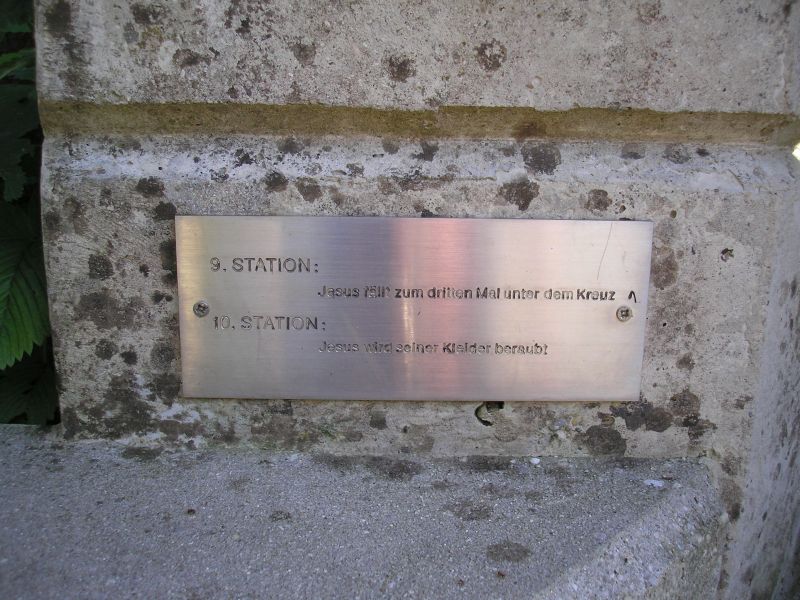 9. STATION:
Jesus fällt zum dritten Mal unter dem Kreuz
10. STATION:
Jesus wird seiner Kleider beraubt